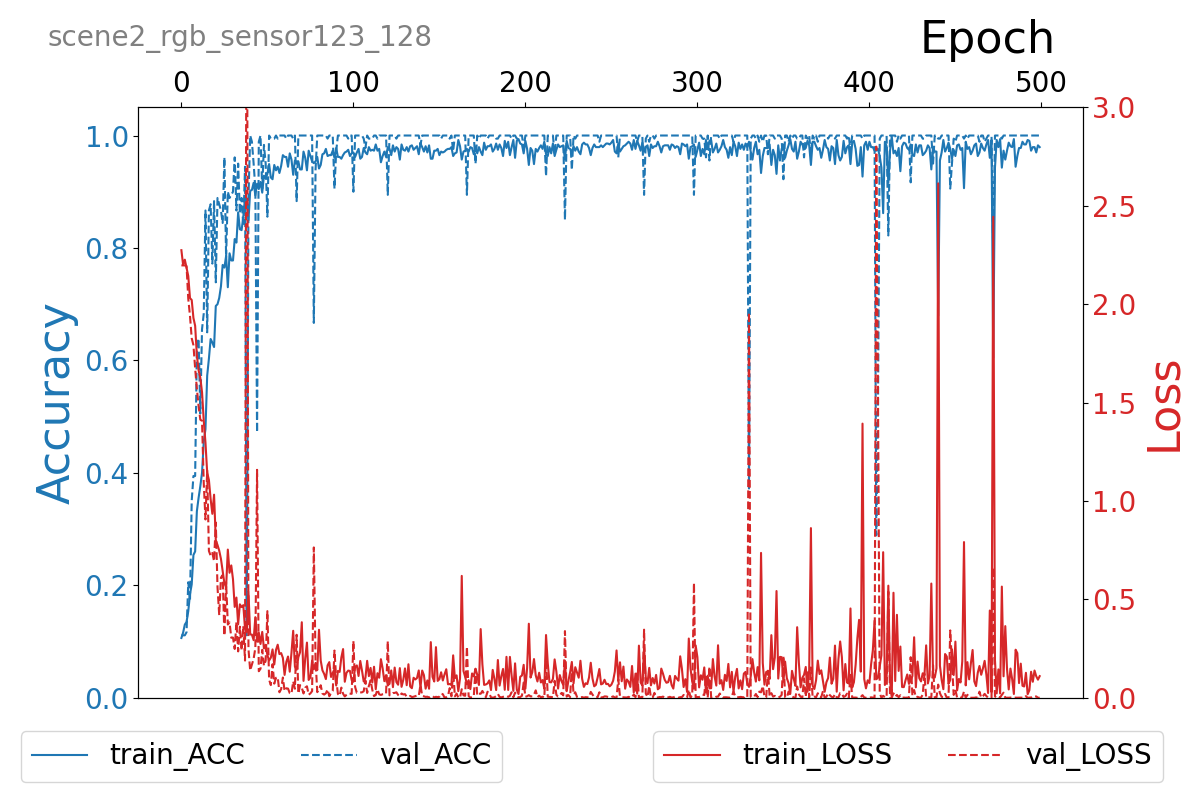 scene2_rgb_sensor123_128
Epoch
0 100 200 300 400 500
1.0 0.8 0.6 0.4 0.2 0.0
Accuracy
3.0 2.5 2.0 1.5 1.0 0.5 0.0
Loss
train_ACC val_ACC train_LOSS val_LOSS